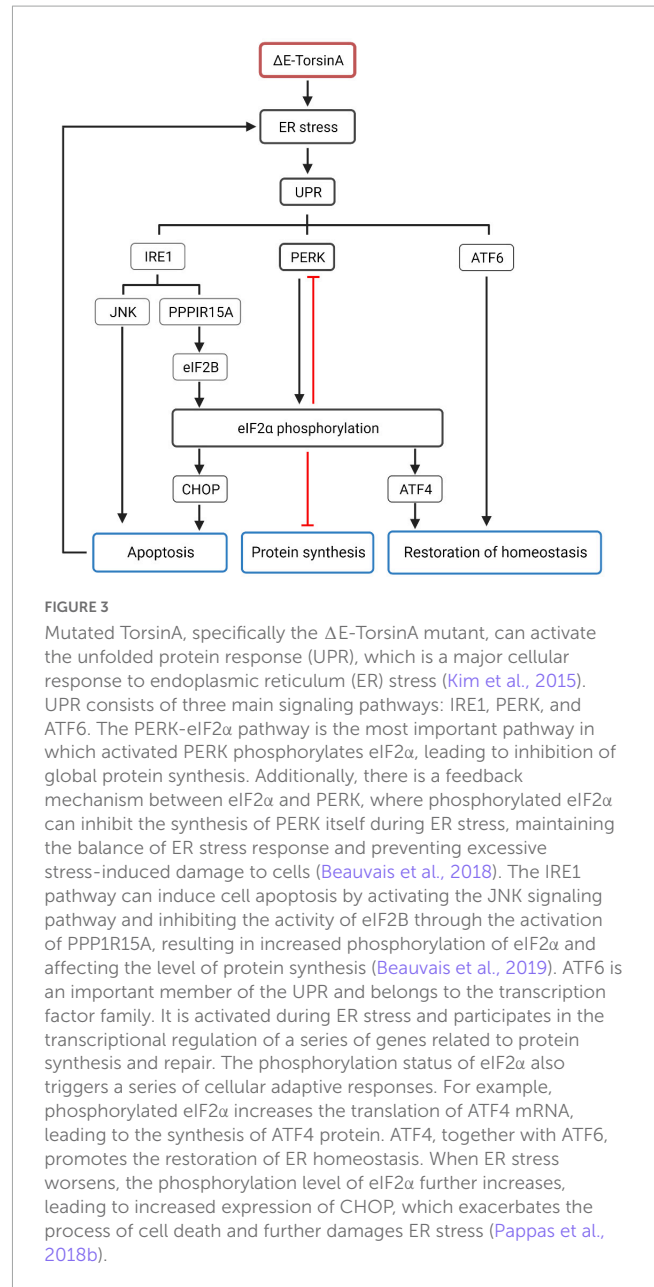 ΔE-TorsinA
ER stress
UPR
IRE1
PERK
ATF6
JNK
PPPIR15A
eIF2B
eIF2α phosphorylation
CHOP
ATF4
Apoptosis
Protein synthesis
Restoration of homeostasis
FIGURE 3
Mutated TorsinA, specifically the ΔE-TorsinA mutant, can activate
the unfolded protein response (UPR), which is a major cellular
response to endoplasmic reticulum (ER) stress (Kim et al., 2015).
UPR consists of three main signaling pathways: IRE1, PERK, and
ATF6. The PERK-eIF2α pathway is the most important pathway in
which activated PERK phosphorylates eIF2α, leading to inhibition of
global protein synthesis. Additionally, there is a feedback
mechanism between eIF2α and PERK, where phosphorylated eIF2α
can inhibit the synthesis of PERK itself during ER stress, maintaining
the balance of ER stress response and preventing excessive
stress-induced damage to cells (Beauvais et al., 2018). The IRE1
pathway can induce cell apoptosis by activating the JNK signaling
pathway and inhibiting the activity of eIF2B through the activation
of PPP1R15A, resulting in increased phosphorylation of eIF2α and
affecting the level of protein synthesis (Beauvais et al., 2019). ATF6 is
an important member of the UPR and belongs to the transcription
factor family. It is activated during ER stress and participates in the
transcriptional regulation of a series of genes related to protein
synthesis and repair. The phosphorylation status of eIF2α also
triggers a series of cellular adaptive responses. For example,
phosphorylated eIF2α increases the translation of ATF4 mRNA,
leading to the synthesis of ATF4 protein. ATF4, together with ATF6,
promotes the restoration of ER homeostasis. When ER stress
worsens, the phosphorylation level of eIF2α further increases,
leading to increased expression of CHOP, which exacerbates the
process of cell death and further damages ER stress (Pappas et al.,
2018b).